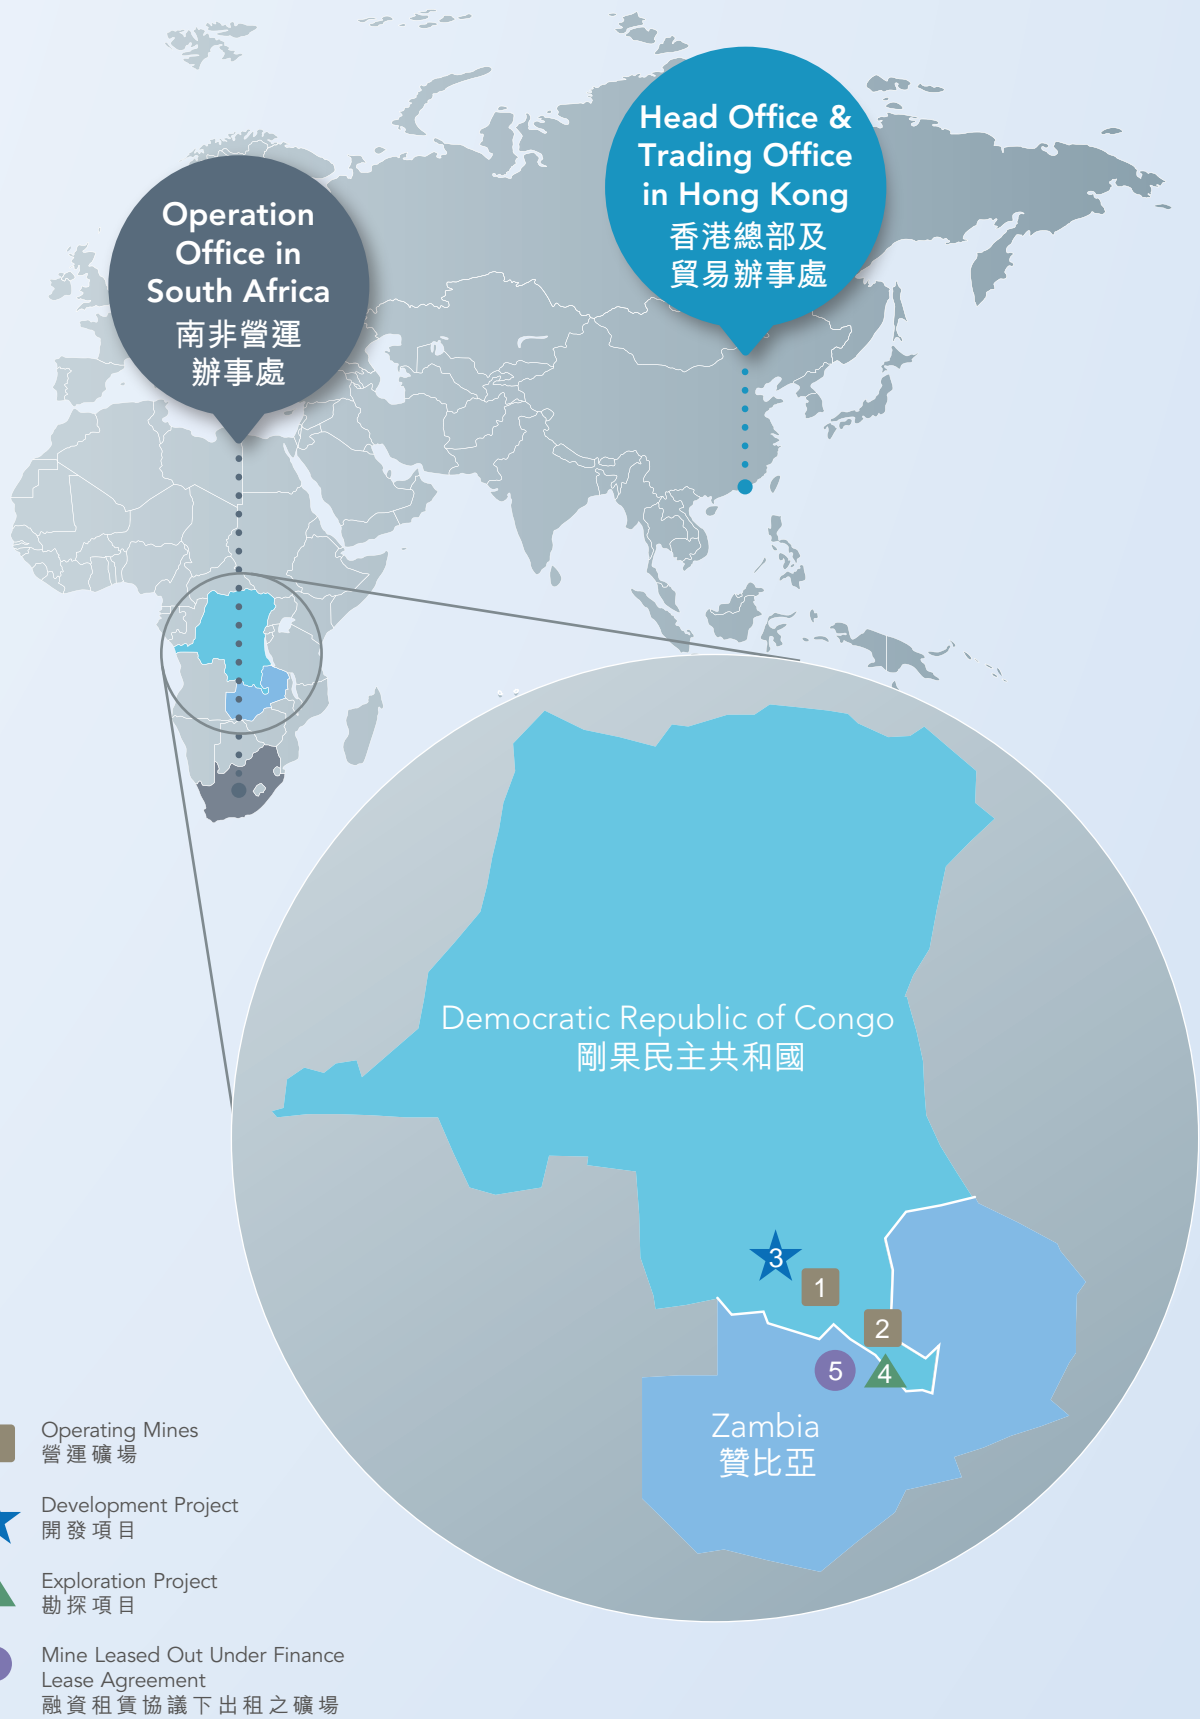 Head Office &
Trading Office
in Hong Kong
香港總部及
貿易辦事處
Operation
Office in
South Africa
南非營運
辦事處
Democratic Republic of Congo
剛果民主共和國
3
1
2
5
4
Zambia
贊比亞
Operating Mines
營運礦場
Development Project
開發項目
Exploration Project
勘探項目
Mine Leased Out Under Finance
Lease Agreement
融資租賃協議下出租之礦場